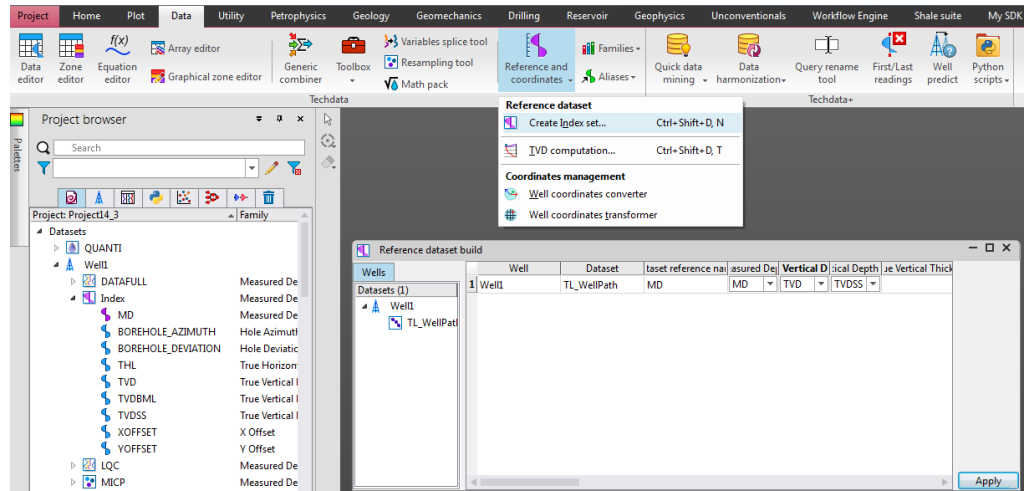 Project Home Plot Data Utility Petrophysics Geology Geomechanics Drilling Reservoir Geophysics Unconventionals Workflow Engine Shale suite My SDK
Data editor
Zone editor
f(x)
Equation editor
Array editor
Graphical zone editor
Generic combiner
Toolbox
Variables splice tool
Resampling tool
Math pack
Reference and coordinates
Families
Aliases
Quick data mining
Data harmonization
Query rename tool
First/Last readings
Well predict
Python scripts
Techdata
Techdata+
Reference dataset
Create Index set... Ctrl+Shift+D, N
TVD computation... Ctrl+Shift+D, T
Coordinates management
Well coordinates converter
Well coordinates transformer
Palettes
Project browser
Search
Project: Project14_3 Family
Datasets
QUANTI
Well1
DATAFULL Measured De
Index Measured De
MD Measured De
BOREHOLE_AZIMUTH Hole Azimuth
BOREHOLE_DEVIATION Hole Deviatic
THL True Horizon
TVD True Vertical
TVDBML True Vertical
TVDSS True Vertical
XOFFSET X Offset
YOFFSET Y Offset
LQC Measured De
MICP Measured De
Reference dataset build
Wells
Datasets (1)
Well1
TL_WellPatl
Well Dataset taset reference nai asured De Vertical D ical Depth ue Vertical Thick
1 Well1 TL_WellPath MD MD TVD TVDSS
Apply